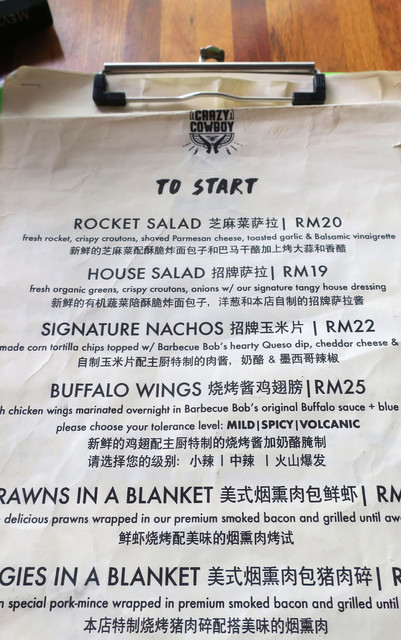 CRAZY
COWBOY
TO START
ROCKET SALAD 芝麻菜萨拉| RM20
fresh rocket, crispy croutons, shaved Parmesan cheese, toasted garlic & Balsamic vinaigrette
新鲜的芝麻菜配酥脆炸面包子和巴马干酪加上烤大蒜和香醋
HOUSE SALAD 招牌萨拉| RM19
fresh organic greens, crispy croutons, onions w/ our signature tangy house dressing
新鲜的有机蔬菜陪酥脆炸面包子， 洋葱和本店自制的招牌萨拉酱
SIGNATURE NACHOS 招牌玉米片 | RM22
made corn tortilla chips topped w/ Barbecue Bob's hearty Queso dip, cheddar cheese &
自制玉米片配主厨特制的肉酱， 奶酪 & 墨西哥辣椒
BUFFALO WINGS 烧烤酱鸡翅膀|RM25
h chicken wings marinated overnight in Barbecue Bob's original Buffalo sauce + blue
please choose your tolerance level: MILD|SPICY|VOLCANIC
新鲜的鸡翅配主厨特制的烧烤酱加奶酪腌制
请选择您的级别: 小辣 | 中辣 | 火山爆发
RAWNS IN A BLANKET 美式烟熏肉包鲜虾| RM
delicious prawns wrapped in our premium smoked bacon and grilled until
鲜虾烧烤配美味的烟熏肉烤试
GIES IN A BLANKET 美式烟熏肉包猪肉碎| R
n special pork-mince wrapped in premium smoked bacon and grilled until
本店特制烧烤猪肉碎配搭美味的烟熏肉